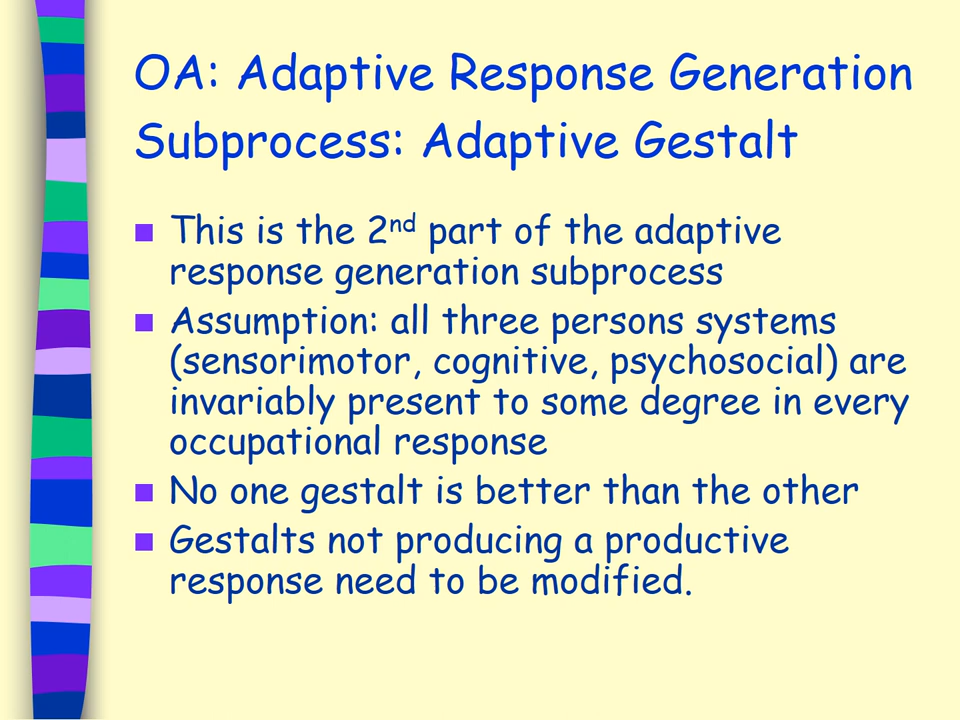 OA: Adaptive Response Generation
Subprocess: Adaptive Gestalt
This is the 2nd part of the adaptive
response generation subprocess
Assumption: all three persons systems
(sensorimotor, cognitive, psychosocial) are
invariably present to some degree in every
occupational response
No one gestalt is better than the other
Gestalts not producing a productive
response need to be modified.